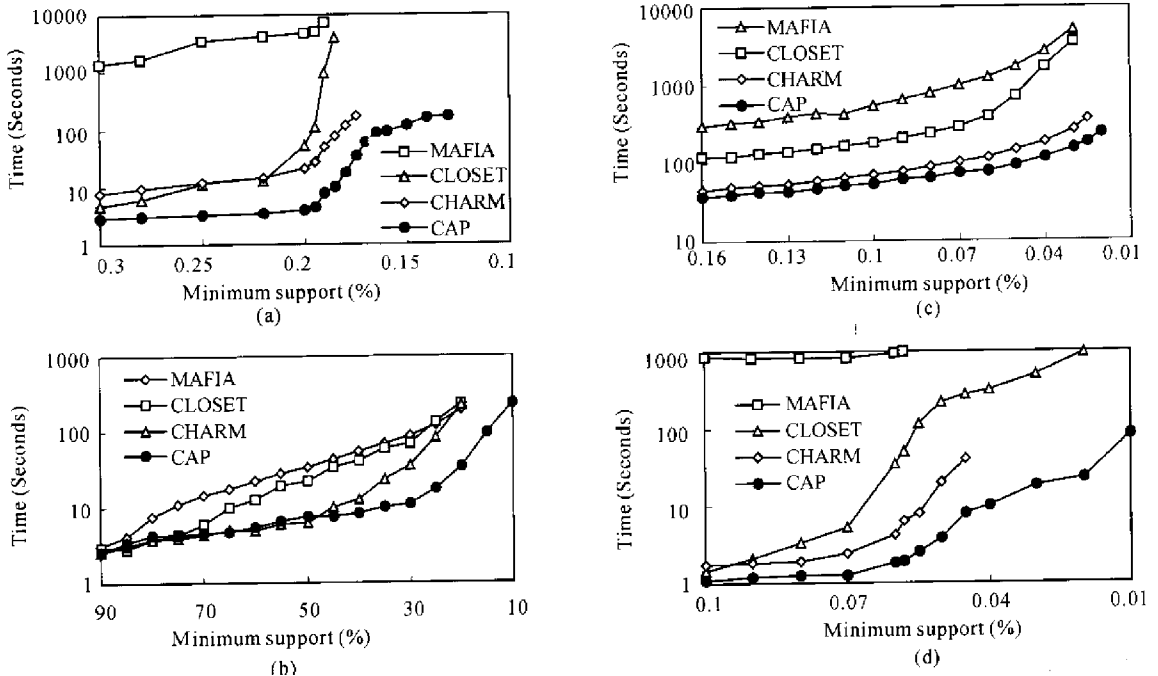 10000
1000
100
10
1
Time (Seconds)
MAFIA
CLOSET
CHARM
CAP
0.3
0.25
0.2
0.15
0.1
Minimum support (%)
(a)
10000
1000
100
10
Time (Seconds)
MAFIA
CLOSET
CHARM
CAP
0.16
0.13
0.1
0.07
0.04
0.01
Minimum support (%)
(c)
1000
100
10
1
Time (Seconds)
MAFIA
CLOSET
CHARM
CAP
90
70
50
30
10
Minimum support (%)
(b)
1000
100
10
1
Time (Seconds)
MAFIA
CLOSET
CHARM
CAP
0.1
0.07
0.04
0.01
Minimum support (%)
(d)